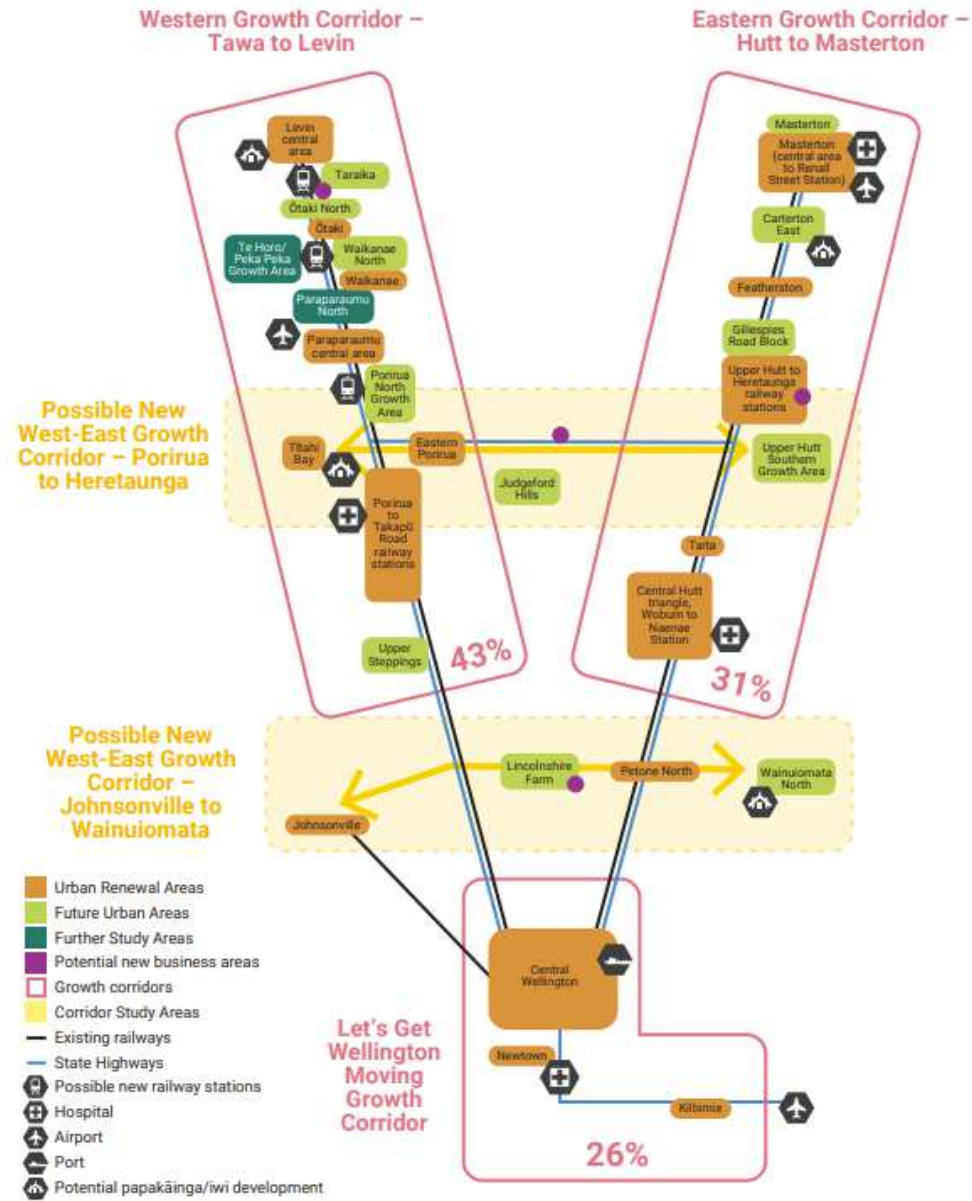 Western Growth Corridor –
Tawa to Levin
Eastern Growth Corridor –
Hutt to Masterton
Levin
central
area
Taraika
Ōtaki North
Ōtaki
Te Horo/
Peka Peka
Growth Area
Waikanae
North
Waikanae
Paraparaumu
North
Paraparaumu
central area
Porirua
North
Growth
Area
Masterton
Masterton
(central area
to Renall
Street Station)
Carterton
East
Featherston
Gillespies
Road Block
Upper Hutt to
Heretaunga
railway
stations
Possible New
West-East Growth
Corridor – Porirua
to Heretaunga
Titahi
Bay
Eastern
Porirua
Judgeford
Hills
Upper Hutt
Southern
Growth Area
Porirua
to
Takapū
Road
railway
stations
Taita
Central Hutt
triangle,
Woburn to
Naenae
Station
Upper
Steppings
43%
31%
Possible New
West-East Growth
Corridor –
Johnsonville to
Wainuiomata
Lincolnshire
Farm
Petone North
Wainuiomata
North
Johnsonville
Urban Renewal Areas
Future Urban Areas
Further Study Areas
Potential new business areas
Growth corridors
Corridor Study Areas
Existing railways
State Highways
Possible new railway stations
Hospital
Airport
Port
Potential papakāinga/iwi development
Central
Wellington
Let's Get
Wellington
Moving
Growth
Corridor
Newtown
Kilbirnie
26%